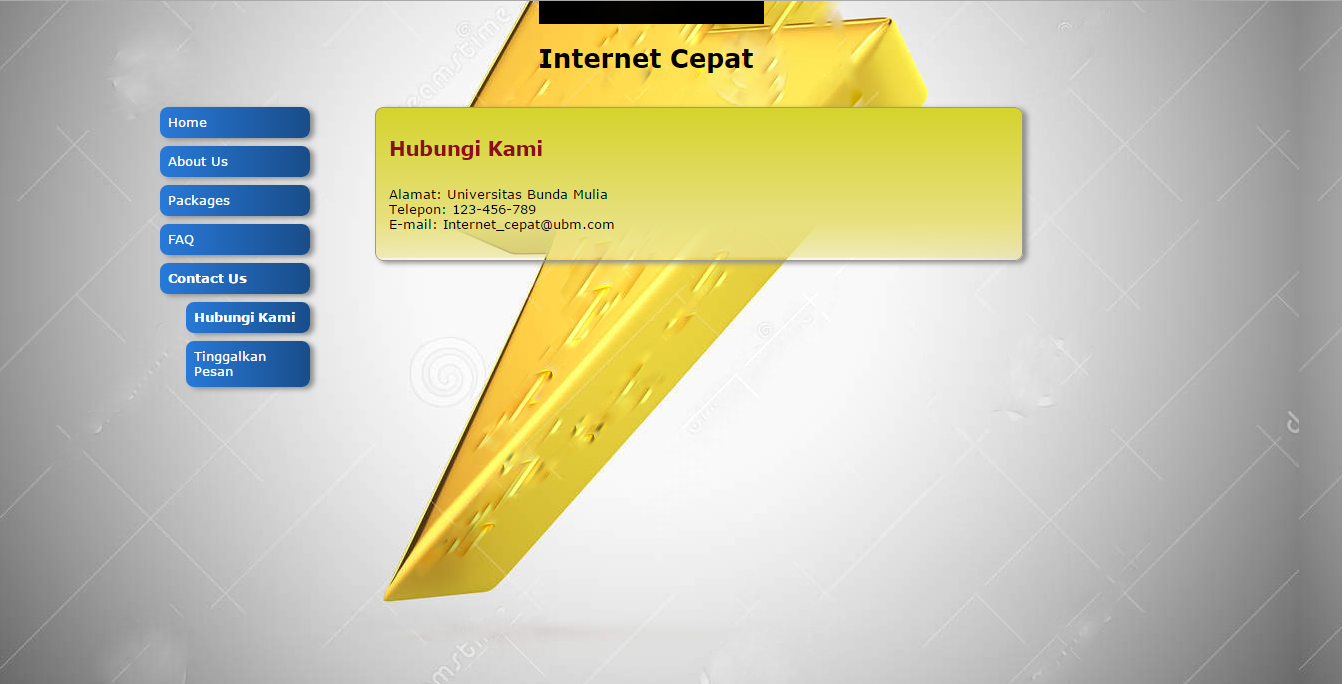 Internet Cepat
Home
About Us
Packages
FAQ
Contact Us
Hubungi Kami
Tinggalkan
Pesan
Hubungi Kami
Alamat: Universitas Bunda Mulia
Telepon: 123-456-789
E-mail: Internet_cepat@ubm.com